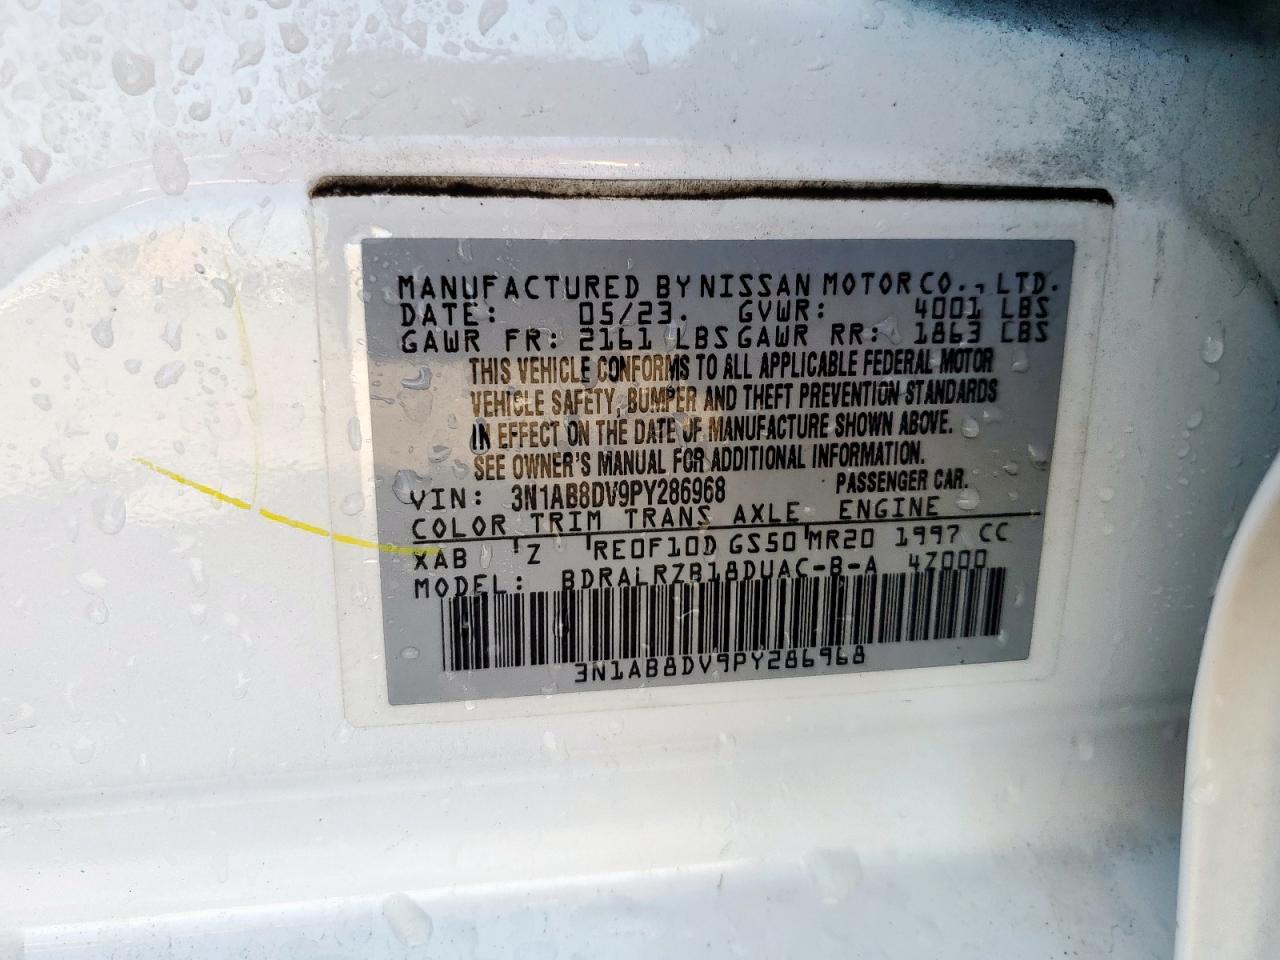 MANUFACTURED BY NISSAN MOTOR CO., LTD.
DATE: 05/23. GVWR: 4001 LBS
GAWR FR: 2161 LBS GAWR RR: 1863 LBS
THIS VEHICLE CONFORMS TO ALL APPLICABLE FEDERAL MOTOR
VEHICLE SAFETY, BUMPER AND THEFT PREVENTION STANDARDS
IN EFFECT ON THE DATE OF MANUFACTURE SHOWN ABOVE.
SEE OWNER'S MANUAL FOR ADDITIONAL INFORMATION.
VIN: 3N1AB8DV9PY286968 PASSENGER CAR.
COLOR TRIM TRANS AXLE ENGINE
XAB Z RE0F10D GS50 MR20 1997 CC
MODEL: BDRALRZB18DUAC-B-A 4Z000
3N1AB8DV9PY286968